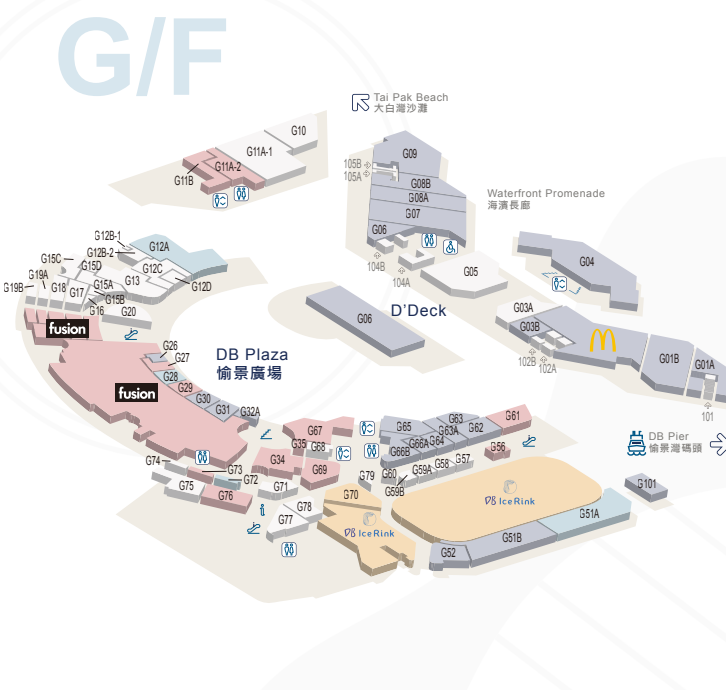 G/F
Tai Pak Beach
大白灣沙灘
G10
G11A-1
G11A-2
G11B
G09
105B
105A
G08B
G08A
G07
G06
104B
104A
Waterfront Promenade
海濱長廊
G04
G05
G12B-1
G12B-2
G12A
G12C
G12D
G13
G15C
G15D
G15A
G15B
G19A
G19B
G18
G17
G16
G20
fusion
fusion
G06
D'Deck
G03A
G03B
102B
102A
G01B
G01A
101
DB Plaza
愉景廣場
G26
G27
G28
G29
G30
G31
G32A
DB Pier
愉景灣碼頭
G67
G35
G68
G34
G69
G65
G63
G63A
G62
G61
G64
G66A
G66B
G56
G57
G58
G59A
G60
G59B
G79
G74
G73
G72
G75
G76
G71
G70
G78
G77
DB IceRink
DB IceRink
G101
G51A
G51B
G52